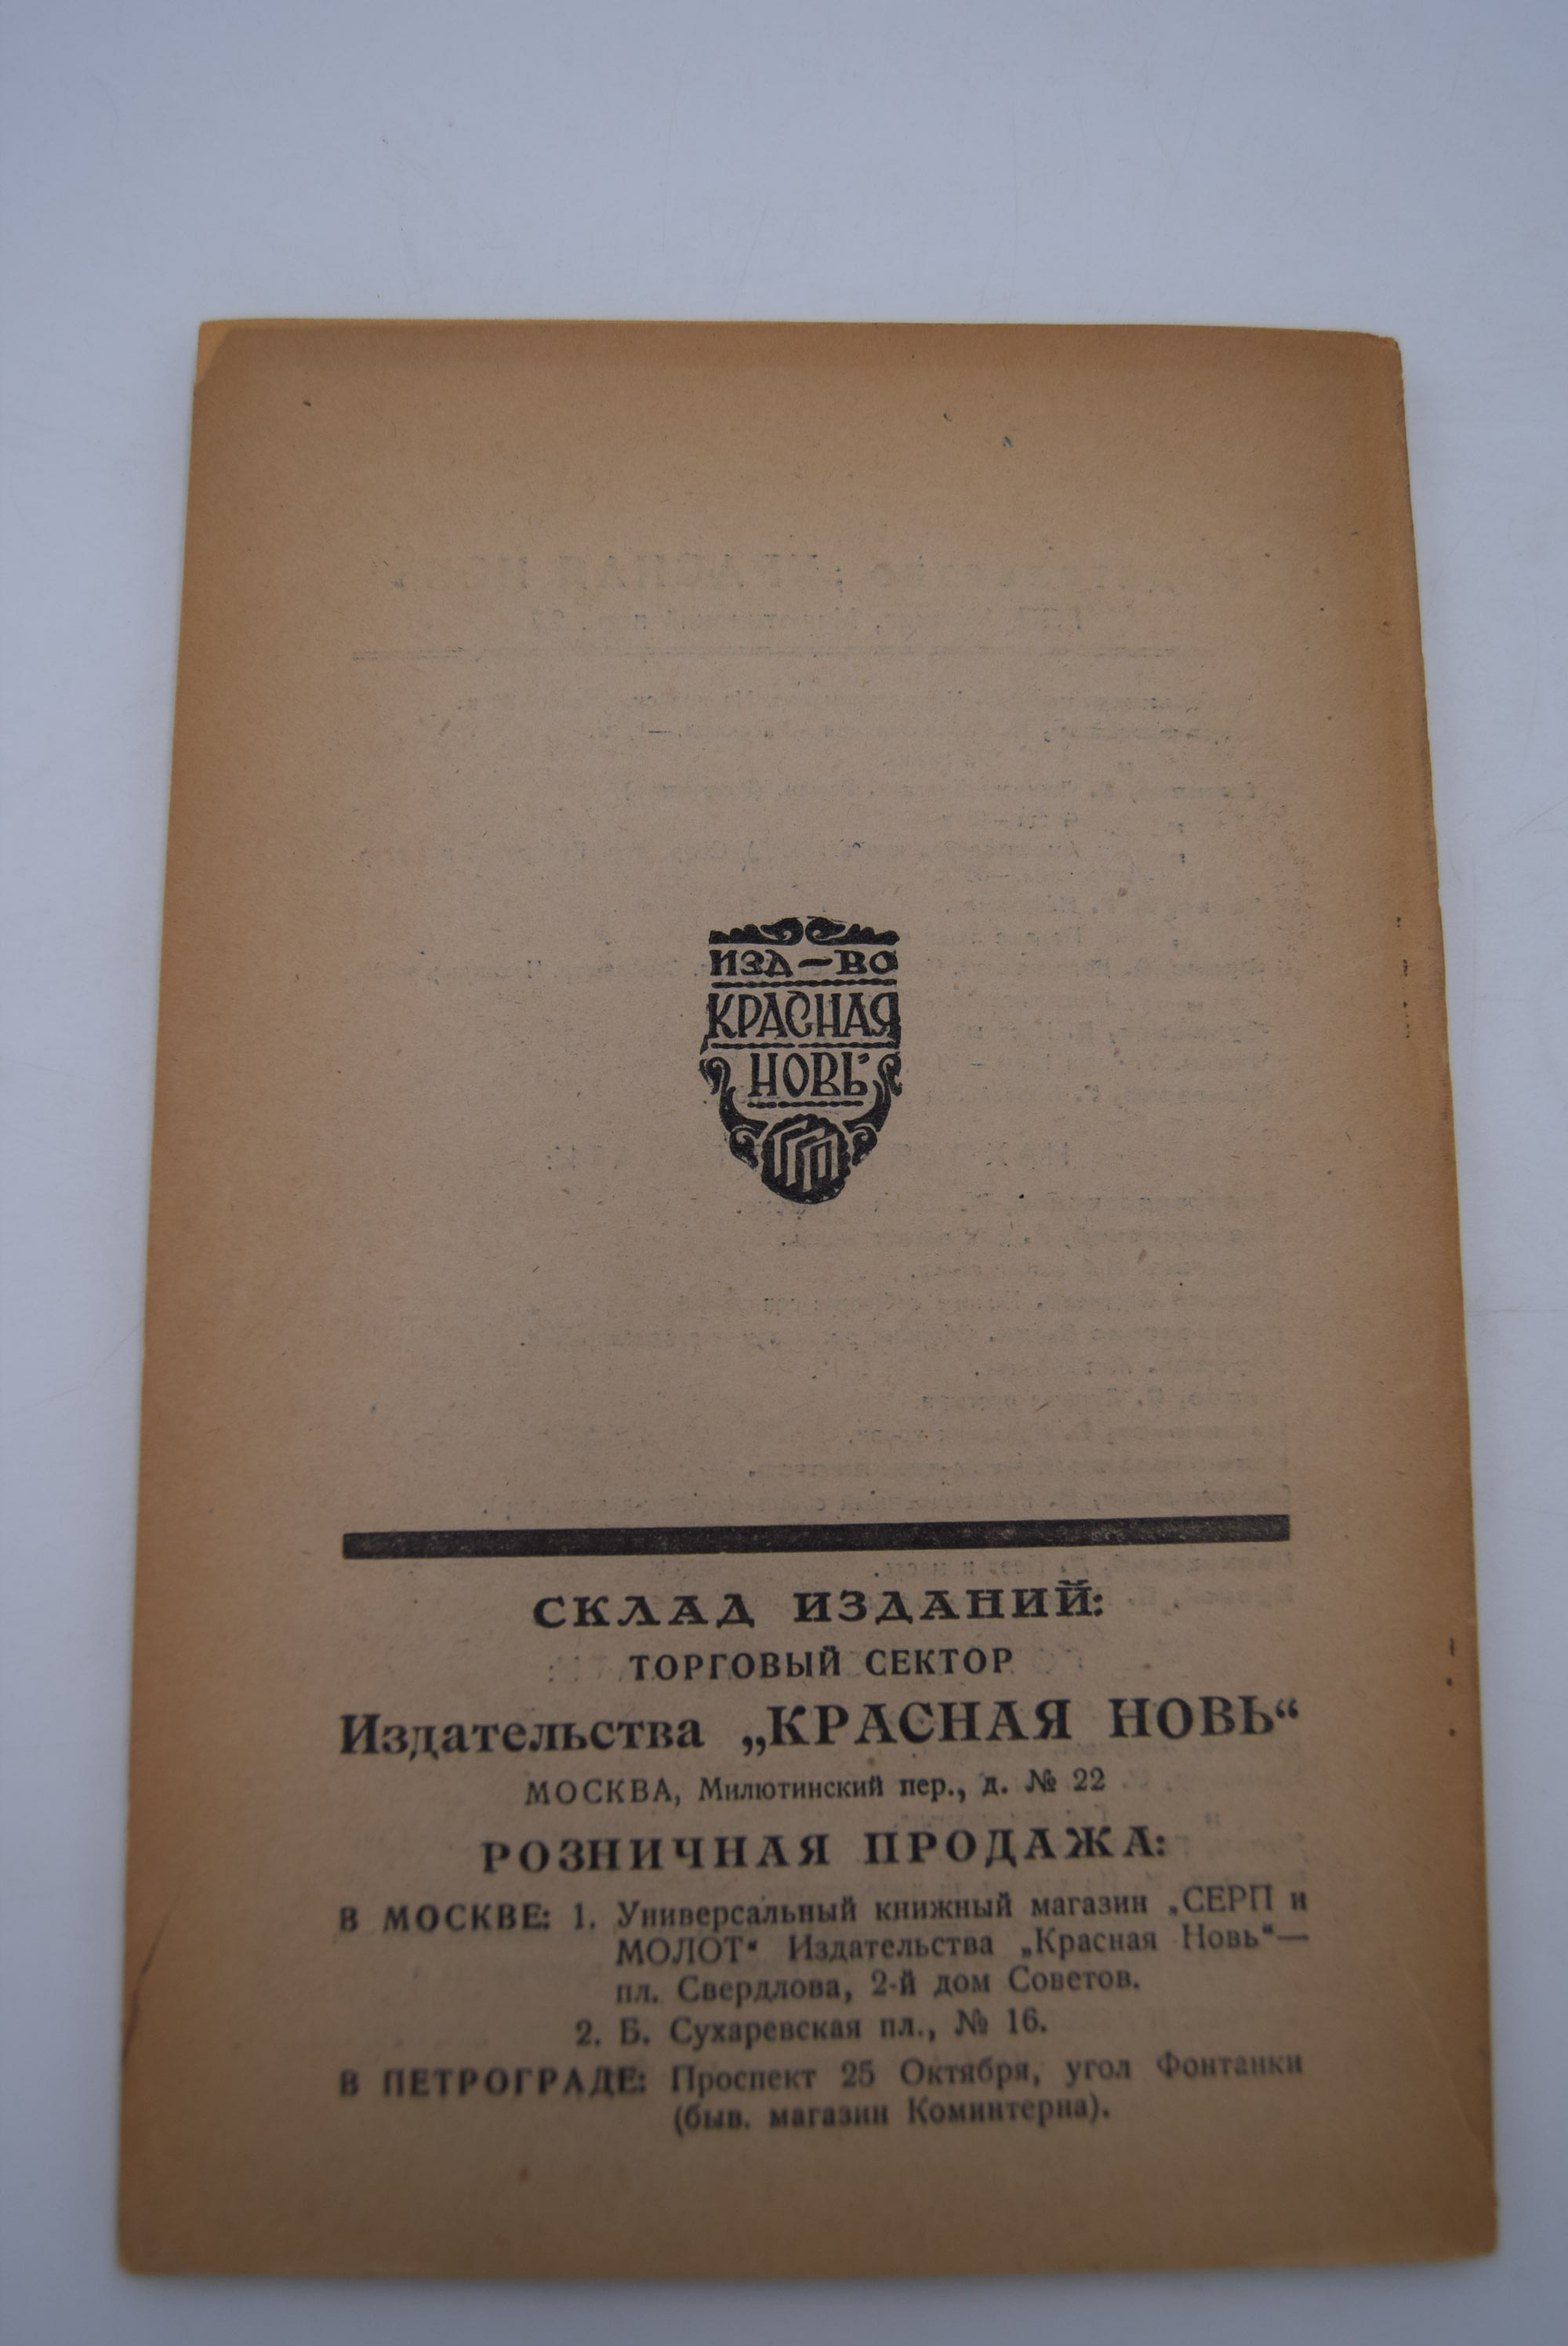 ИЗД-ВО
КРАСНАЯ
НОВЬ
ГПП
СКЛАД ИЗДАНИЙ:
ТОРГОВЫЙ СЕКТОР
Издательства „КРАСНАЯ НОВЬ“
МОСКВА, Милютинский пер., д. № 22
РОЗНИЧНАЯ ПРОДАЖА:
В МОСКВЕ: 1. Универсальный книжный магазин „СЕРП и
МОЛОТ“ Издательства „Красная Новь“—
пл. Свердлова, 2-й дом Советов.
2. Б. Сухаревская пл., № 16.
В ПЕТРОГРАДЕ: Проспект 25 Октября, угол Фонтанки
(быв. магазин Коминтерна).